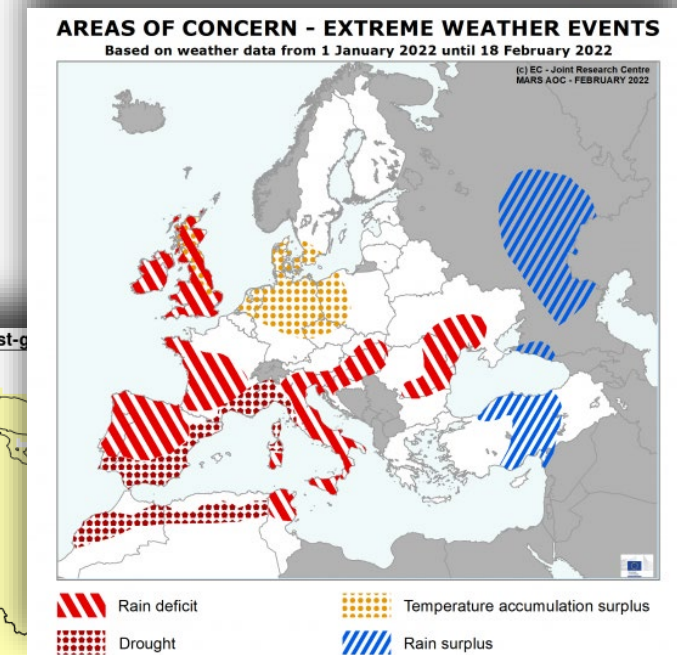 AREAS OF CONCERN - EXTREME WEATHER EVENTS
Based on weather data from 1 January 2022 until 18 February 2022
(c) EC - Joint Research Centre
MARS AOC - FEBRUARY 2022
st-g
Rain deficit
Temperature accumulation surplus
Drought
Rain surplus